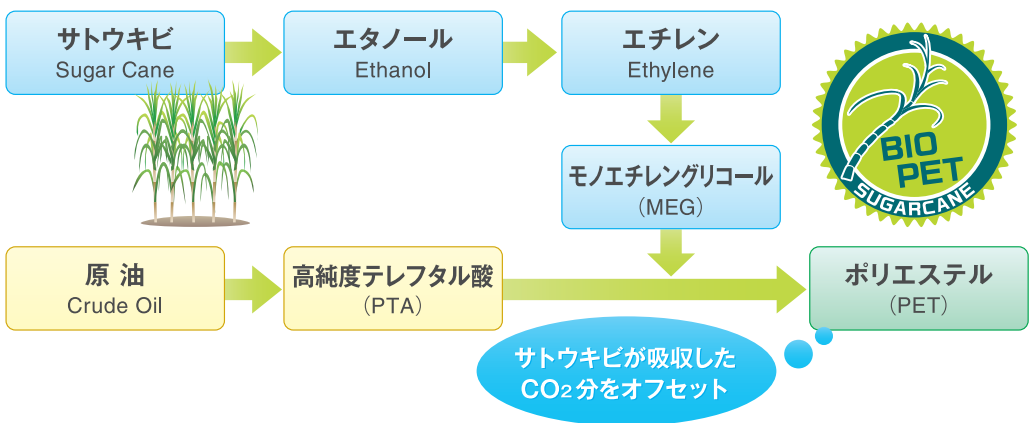 サトウキビ
Sugar Cane
エタノール
Ethanol
エチレン
Ethylene
モノエチレングリコール
（MEG）
BIO
PET
SUGARCANE
原 油
Crude Oil
高純度テレフタル酸
（PTA）
ポリエステル
（PET）
サトウキビが吸収した
CO₂分をオフセット